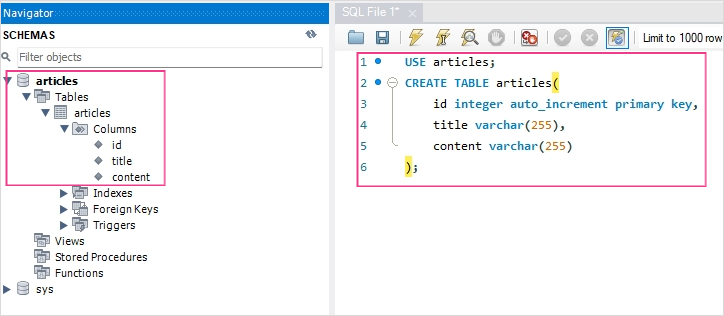 Navigator
SCHEMAS
Filter objects
articles
Tables
articles
Columns
id
title
content
Indexes
Foreign Keys
Triggers
Views
Stored Procedures
Functions
sys
SQL File 1*
Limit to 1000 row
1 USE articles;
2 CREATE TABLE articles(
3 id integer auto_increment primary key,
4 title varchar(255),
5 content varchar(255)
6 );